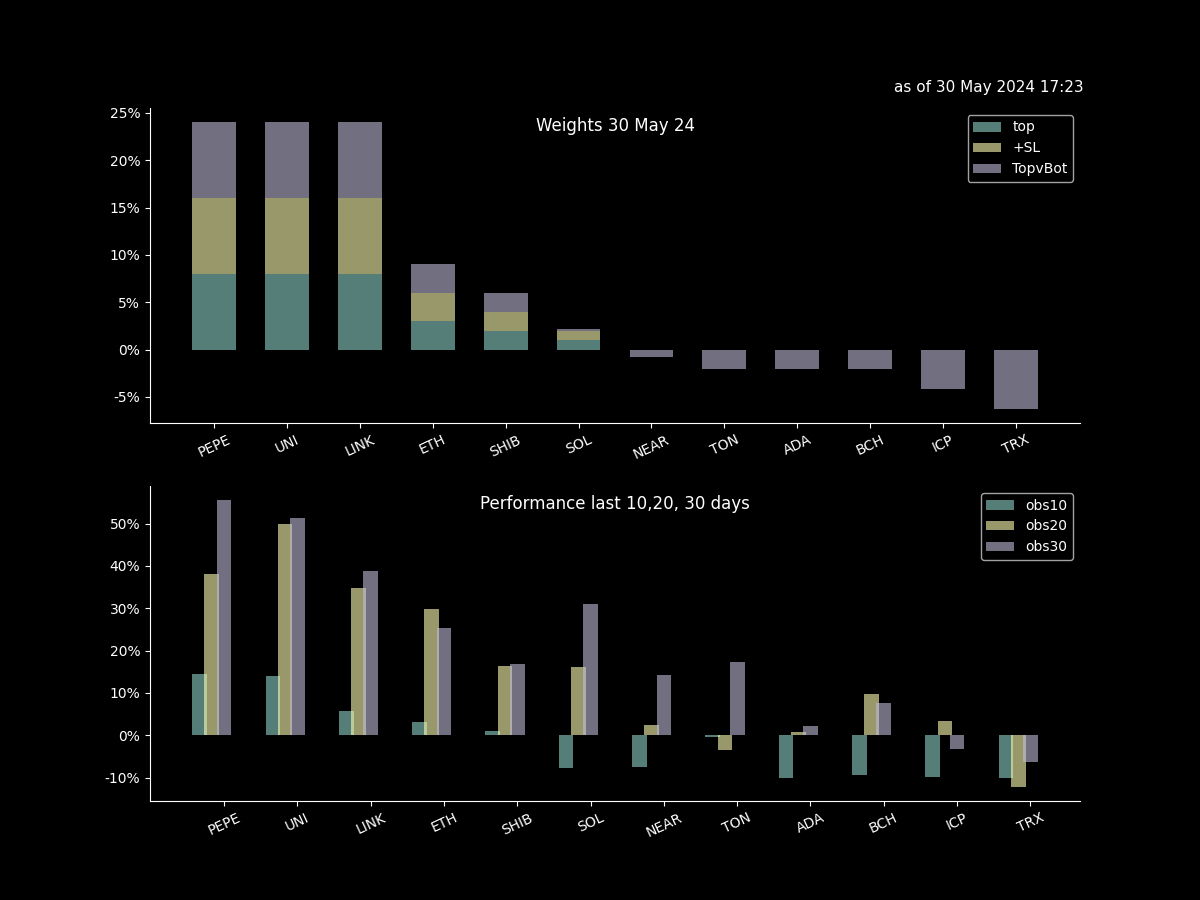 as of 30 May 2024 17:23
Weights 30 May 24
top
+SL
TopvBot
25%
20%
15%
10%
5%
0%
-5%
PEPE UNI LINK ETH SHIB SOL NEAR TON ADA BCH ICP TRX
Performance last 10,20, 30 days
obs10
obs20
obs30
50%
40%
30%
20%
10%
0%
-10%
PEPE UNI LINK ETH SHIB SOL NEAR TON ADA BCH ICP TRX